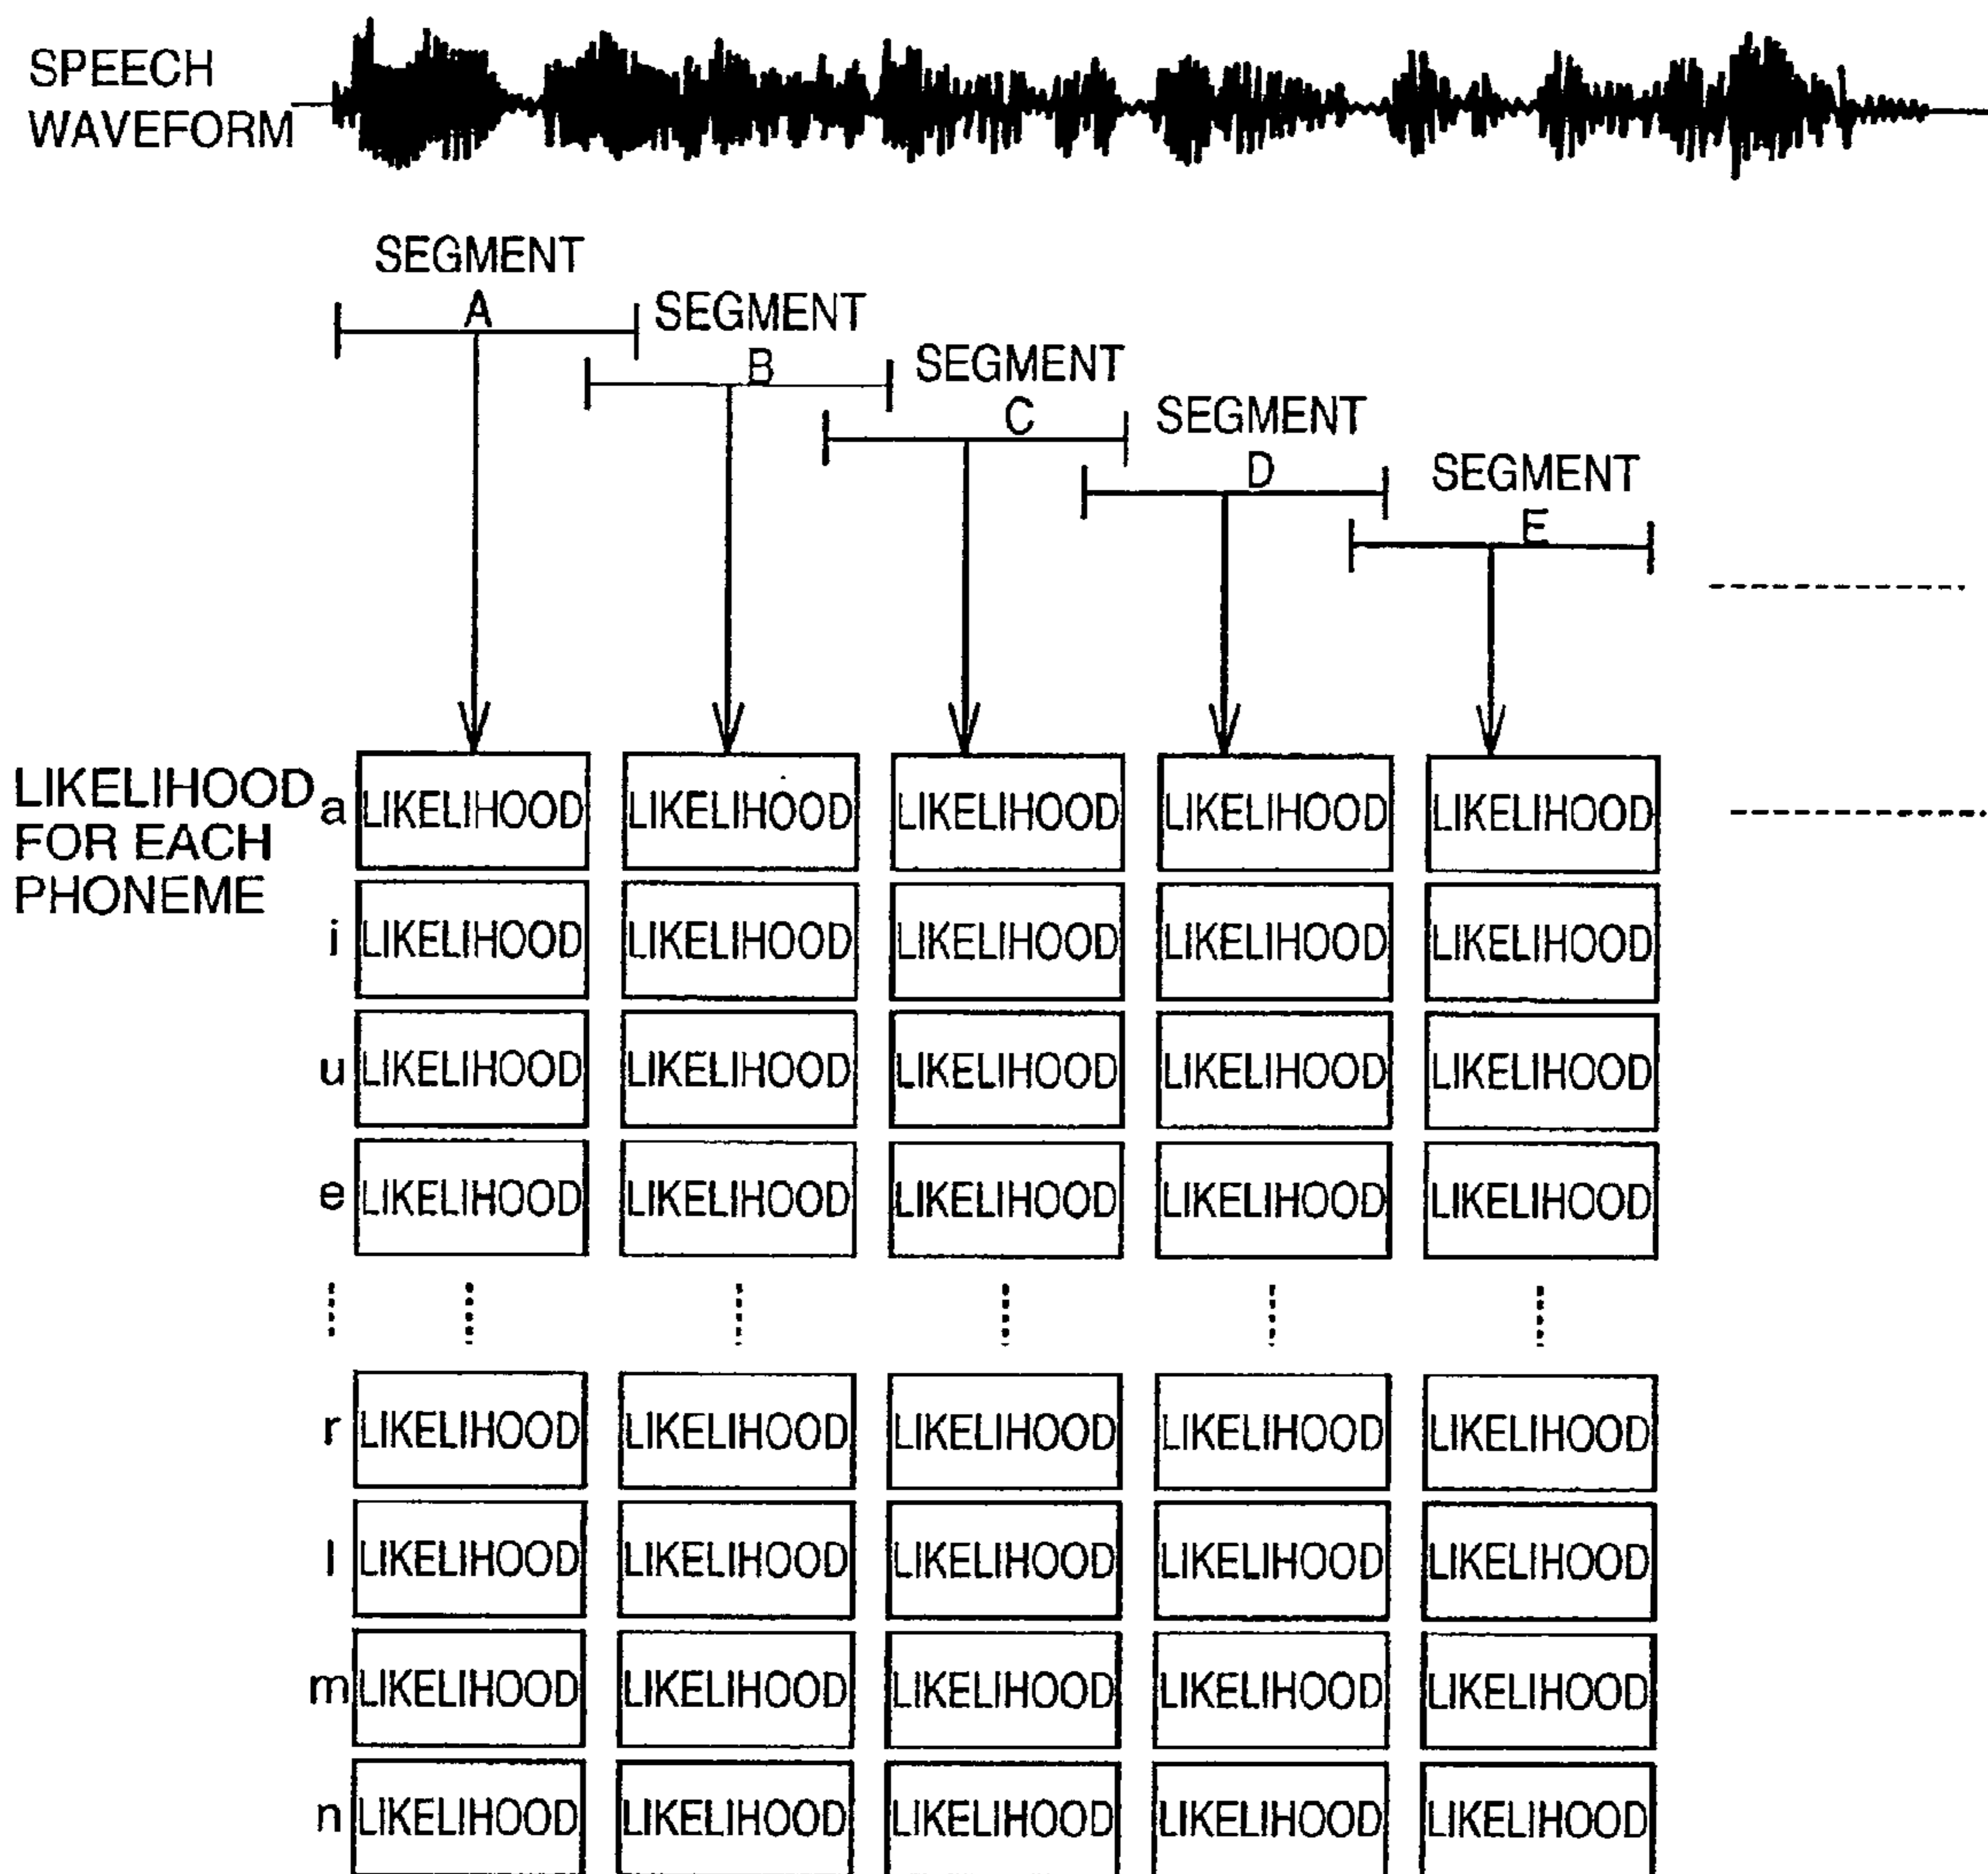 SPEECH
WAVEFORM
SEGMENT
A
SEGMENT
B
SEGMENT
C
SEGMENT
D
SEGMENT
E
LIKELIHOOD
FOR EACH
PHONEME
a LIKELIHOOD LIKELIHOOD LIKELIHOOD LIKELIHOOD LIKELIHOOD
i LIKELIHOOD LIKELIHOOD LIKELIHOOD LIKELIHOOD LIKELIHOOD
u LIKELIHOOD LIKELIHOOD LIKELIHOOD LIKELIHOOD LIKELIHOOD
e LIKELIHOOD LIKELIHOOD LIKELIHOOD LIKELIHOOD LIKELIHOOD
r LIKELIHOOD LIKELIHOOD LIKELIHOOD LIKELIHOOD LIKELIHOOD
l LIKELIHOOD LIKELIHOOD LIKELIHOOD LIKELIHOOD LIKELIHOOD
m LIKELIHOOD LIKELIHOOD LIKELIHOOD LIKELIHOOD LIKELIHOOD
n LIKELIHOOD LIKELIHOOD LIKELIHOOD LIKELIHOOD LIKELIHOOD